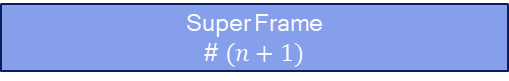 Super Frame
# (n + 1)